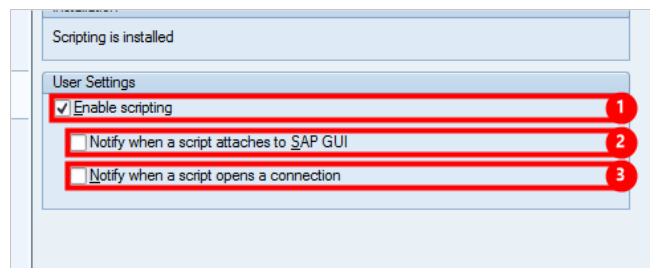 Scripting is installed
User Settings
Enable scripting 1
Notify when a script attaches to SAP GUI 2
Notify when a script opens a connection 3